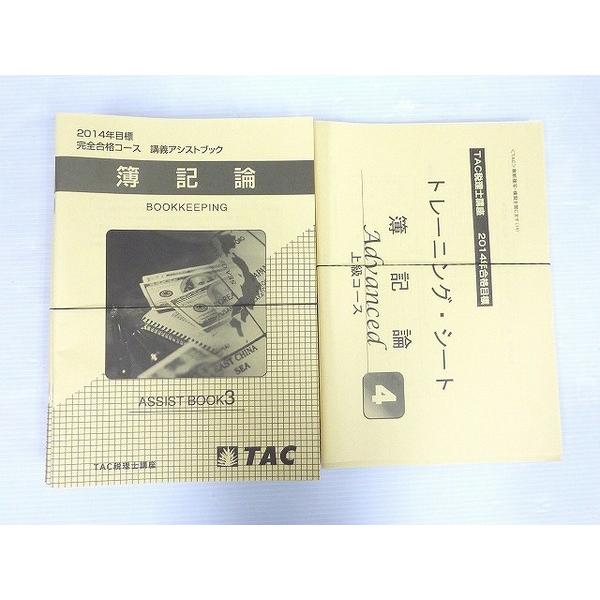 2014年目標
完全合格コース 講義アシストブック
簿記論
BOOKKEEPING
EAST CHINA
SEA
ASSIST BOOK3
TAC税理士講座
TAC
TAC税理士講座 2014年合格目標
トレーニング・シート
簿記論
Advanced
上級コース
4